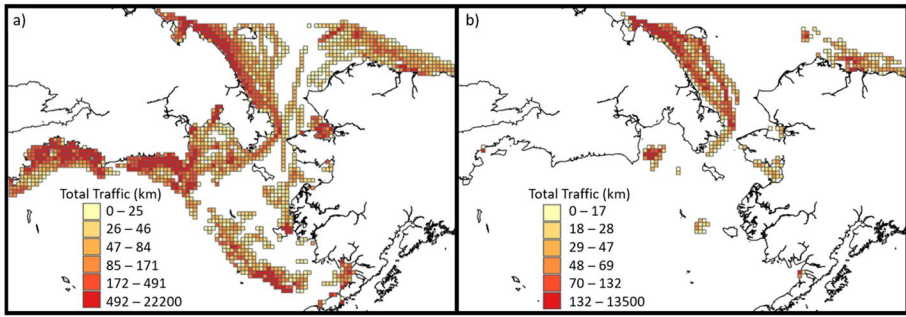 a)
Total Traffic (km)
0 – 25
26 – 46
47 – 84
85 – 171
172 – 491
492 – 22200
b)
Total Traffic (km)
0 – 17
18 – 28
29 – 47
48 – 69
70 – 132
132 – 13500